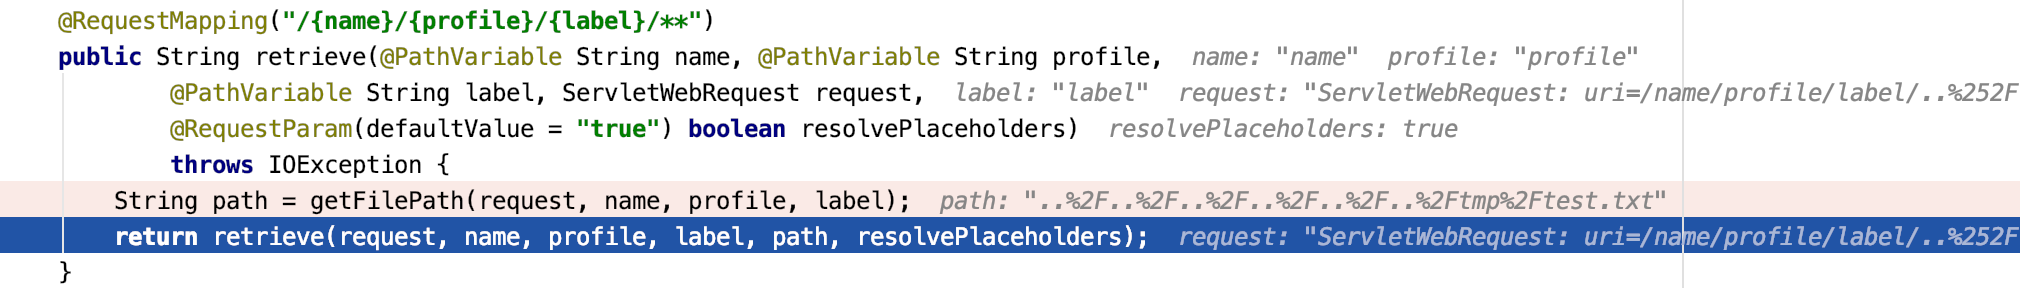 @RequestMapping("/{name}/{profile}/{label}/**")
public String retrieve(@PathVariable String name, @PathVariable String profile,  name: "name"  profile: "profile"
@PathVariable String label, ServletWebRequest request,  label: "label"  request: "ServletWebRequest: uri=/name/profile/label/..%252F
@RequestParam(defaultValue = "true") boolean resolvePlaceholders)  resolvePlaceholders: true
throws IOException {
String path = getFilePath(request, name, profile, label);  path: "..%2F..%2F..%2F..%2F..%2F..%2Ftmp%2Ftest.txt"
return retrieve(request, name, profile, label, path, resolvePlaceholders);  request: "ServletWebRequest: uri=/name/profile/label/..%252F
}